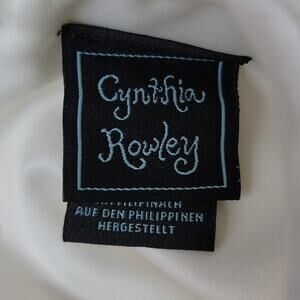 Cynthia
Rowley
AUF DEN PHILIPPINEN
HERGESTELLT